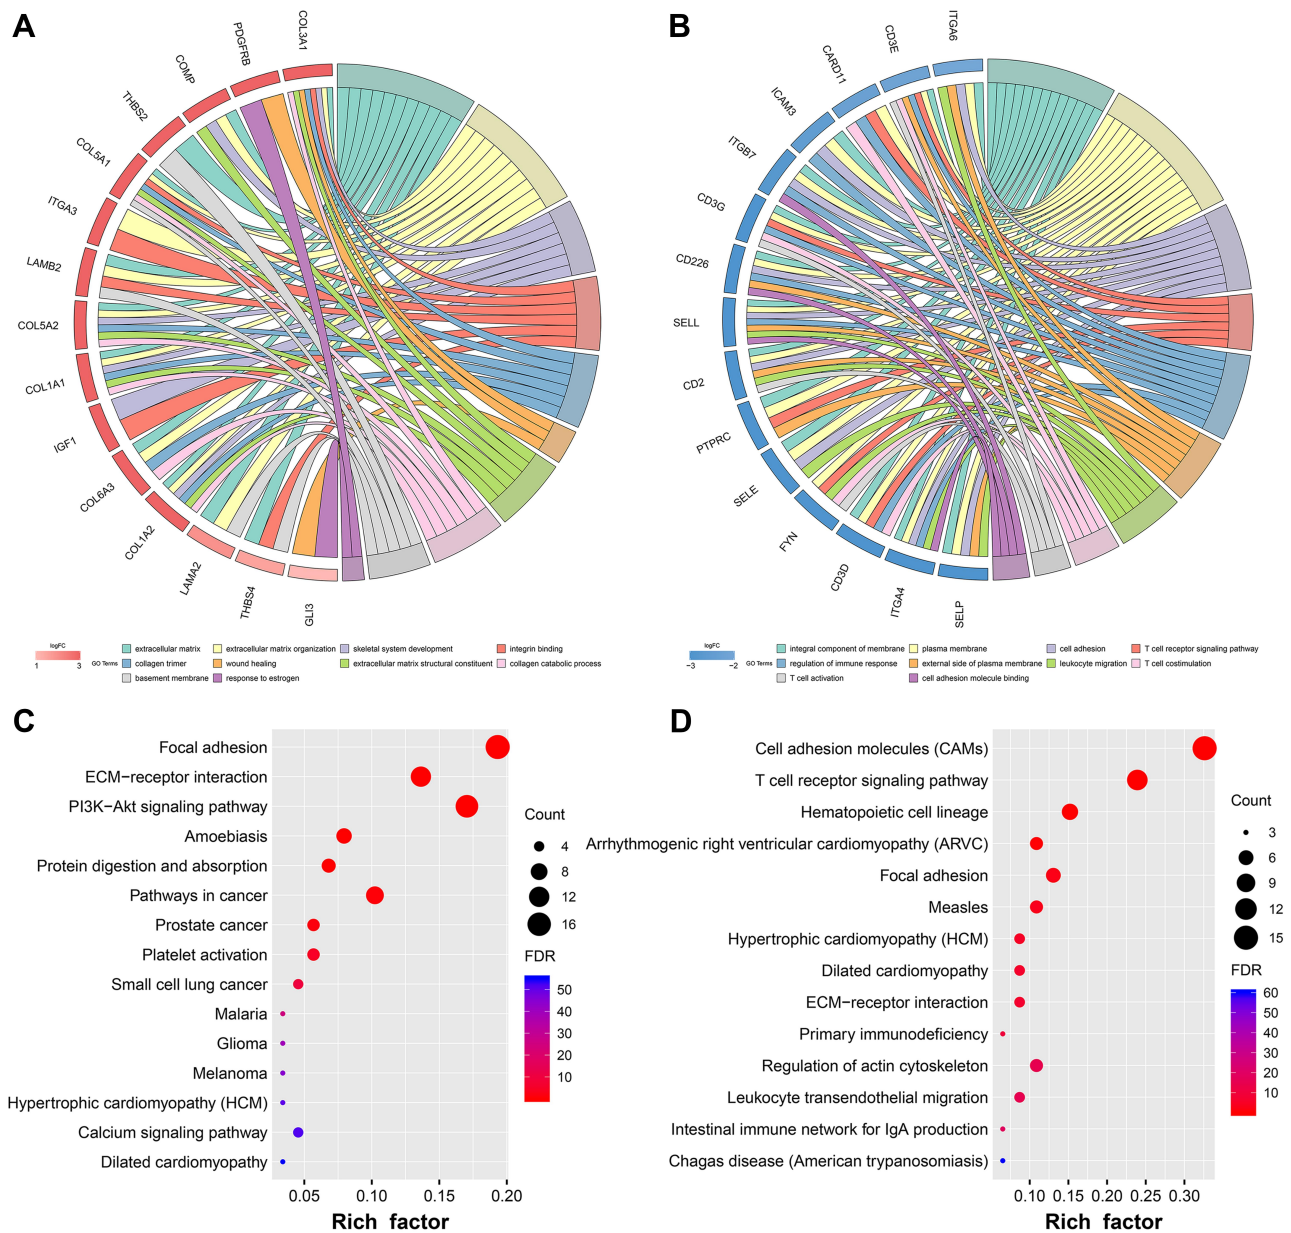 A
COL3A1
PDGFRB
COMP
THBS2
COL5A1
ITGA3
LAMB2
COL5A2
COL1A1
IGF1
COL6A3
COL1A2
LAMA2
THBS4
GLI3
logFC
1 3
GO Terms
extracellular matrix
extracellular matrix organization
skeletal system development
integrin binding
collagen trimer
wound healing
extracellular matrix structural constituent
collagen catabolic process
basement membrane
response to estrogen
B
ITGA6
CD3E
CARD11
ICAM3
ITGB7
CD3G
CD226
SELL
CD2
PTPRC
SELE
FYN
CD3D
ITGA4
SELP
logFC
−3 −2
GO Terms
integral component of membrane
plasma membrane
cell adhesion
T cell receptor signaling pathway
regulation of immune response
external side of plasma membrane
leukocyte migration
T cell costimulation
T cell activation
cell adhesion molecule binding
C
Focal adhesion
ECM−receptor interaction
PI3K−Akt signaling pathway
Amoebiasis
Protein digestion and absorption
Pathways in cancer
Prostate cancer
Platelet activation
Small cell lung cancer
Malaria
Glioma
Melanoma
Hypertrophic cardiomyopathy (HCM)
Calcium signaling pathway
Dilated cardiomyopathy
0.05 0.10 0.15 0.20
Rich factor
Count
4
8
12
16
FDR
50
40
30
20
10
D
Cell adhesion molecules (CAMs)
T cell receptor signaling pathway
Hematopoietic cell lineage
Arrhythmogenic right ventricular cardiomyopathy (ARVC)
Focal adhesion
Measles
Hypertrophic cardiomyopathy (HCM)
Dilated cardiomyopathy
ECM−receptor interaction
Primary immunodeficiency
Regulation of actin cytoskeleton
Leukocyte transendothelial migration
Intestinal immune network for IgA production
Chagas disease (American trypanosomiasis)
0.10 0.15 0.20 0.25 0.30
Rich factor
Count
3
6
9
12
15
FDR
60
50
40
30
20
10